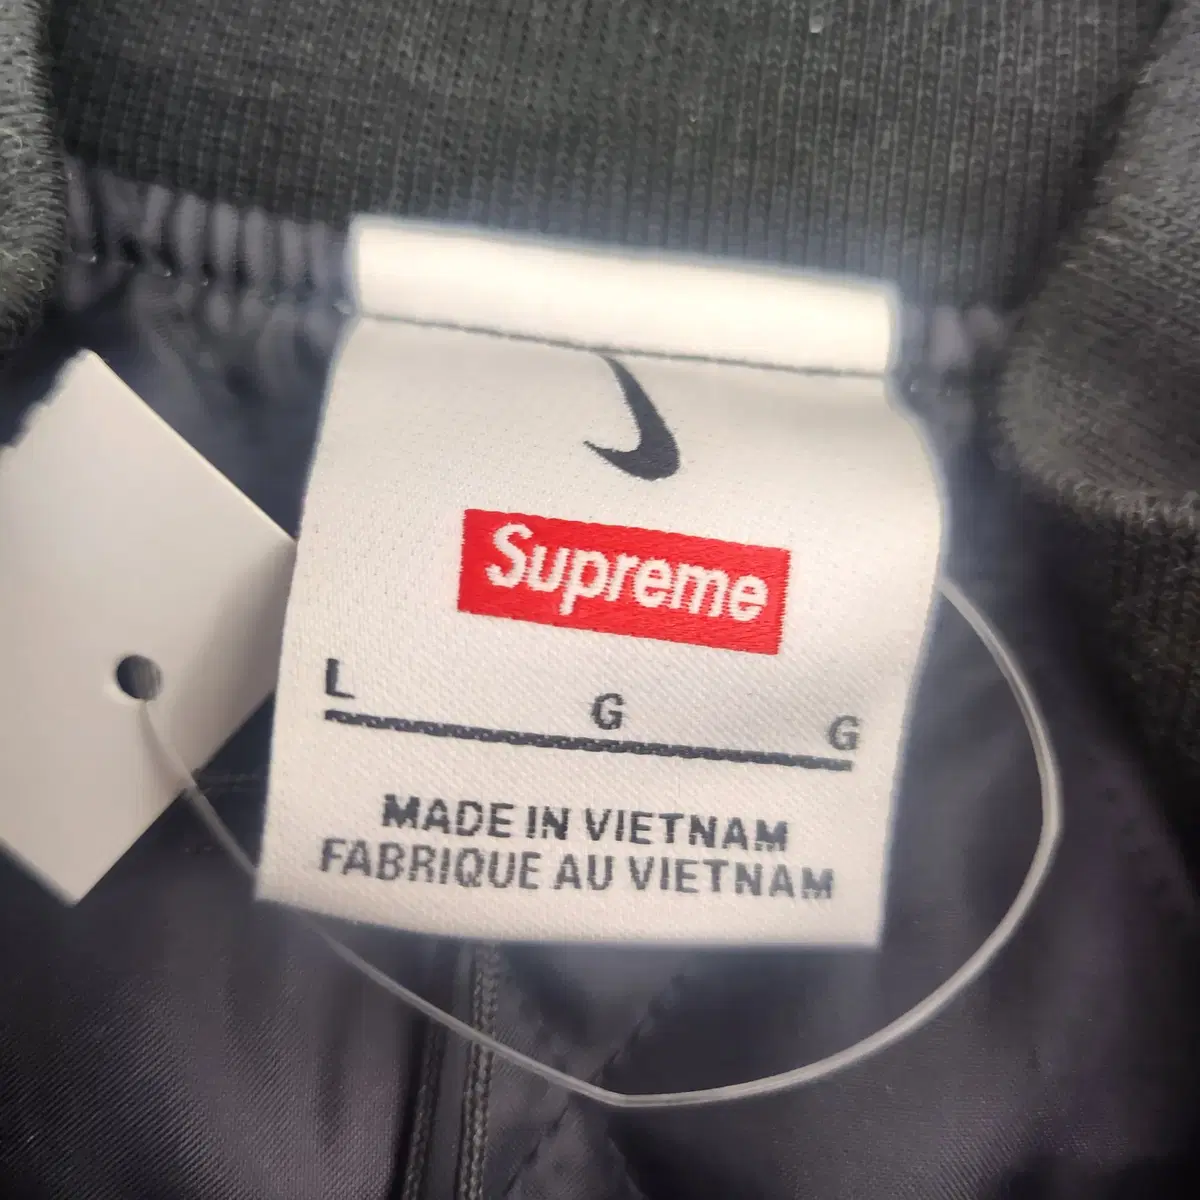 Supreme
L G G
MADE IN VIETNAM
FABRIQUE AU VIETNAM